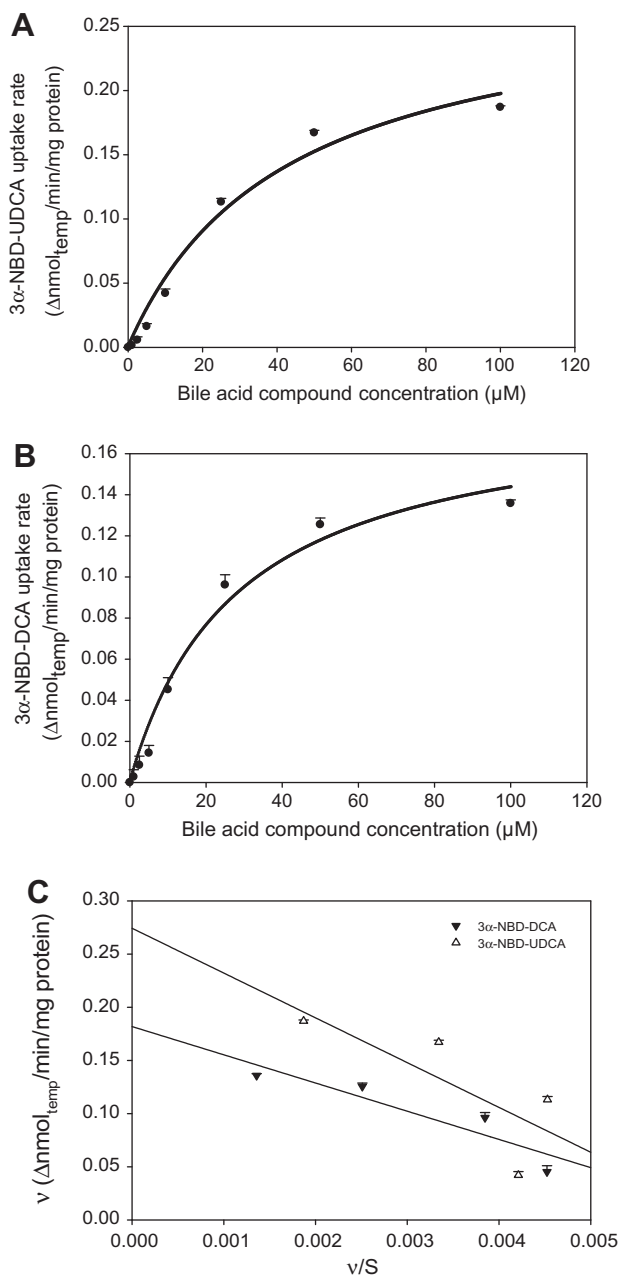 A
3α-NBD-UDCA uptake rate
(Δnmol_temp/min/mg protein)
0.25
0.20
0.15
0.10
0.05
0.00
0 20 40 60 80 100 120
Bile acid compound concentration (µM)
B
3α-NBD-DCA uptake rate
(Δnmol_temp/min/mg protein)
0.16
0.14
0.12
0.10
0.08
0.06
0.04
0.02
0.00
0 20 40 60 80 100 120
Bile acid compound concentration (µM)
C
ν (Δnmol_temp/min/mg protein)
0.30
0.25
0.20
0.15
0.10
0.05
0.00
3α-NBD-DCA
3α-NBD-UDCA
0.000 0.001 0.002 0.003 0.004 0.005
ν/S